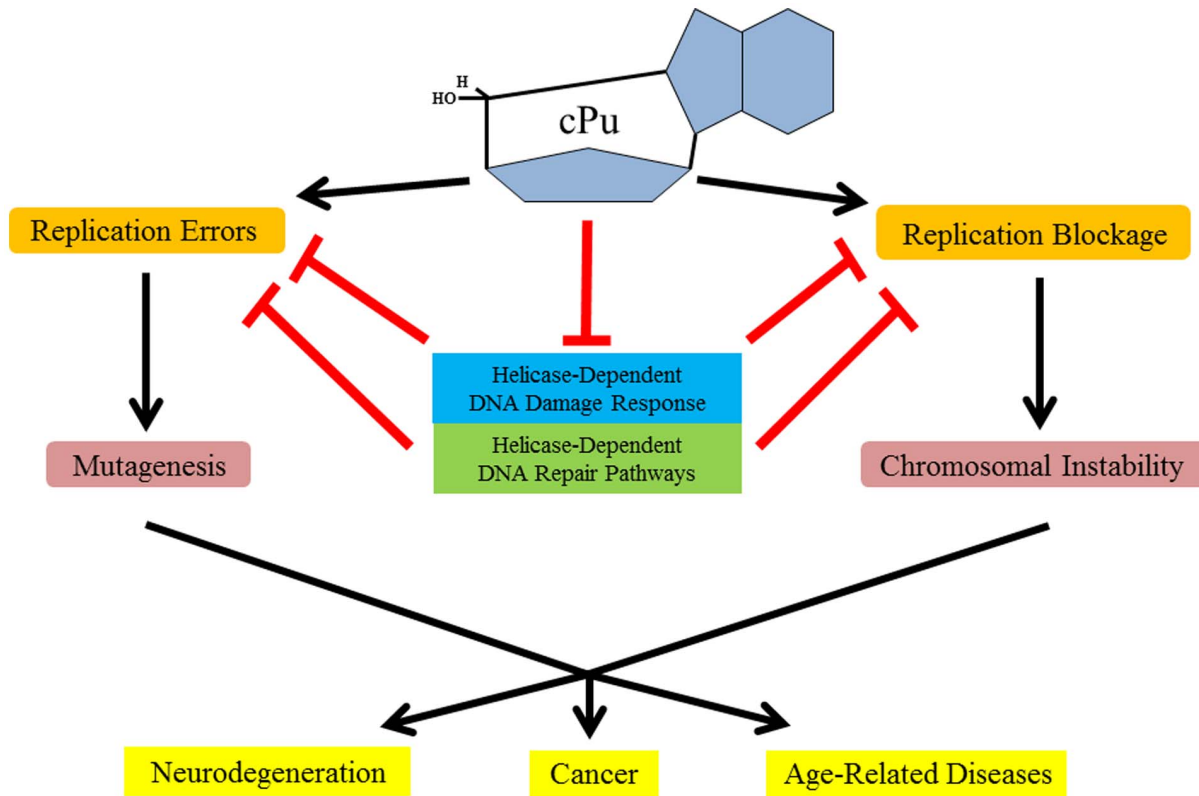 H
HO
cPu
Replication Errors
Replication Blockage
Helicase-Dependent
DNA Damage Response
Helicase-Dependent
DNA Repair Pathways
Mutagenesis
Chromosomal Instability
Neurodegeneration
Cancer
Age-Related Diseases